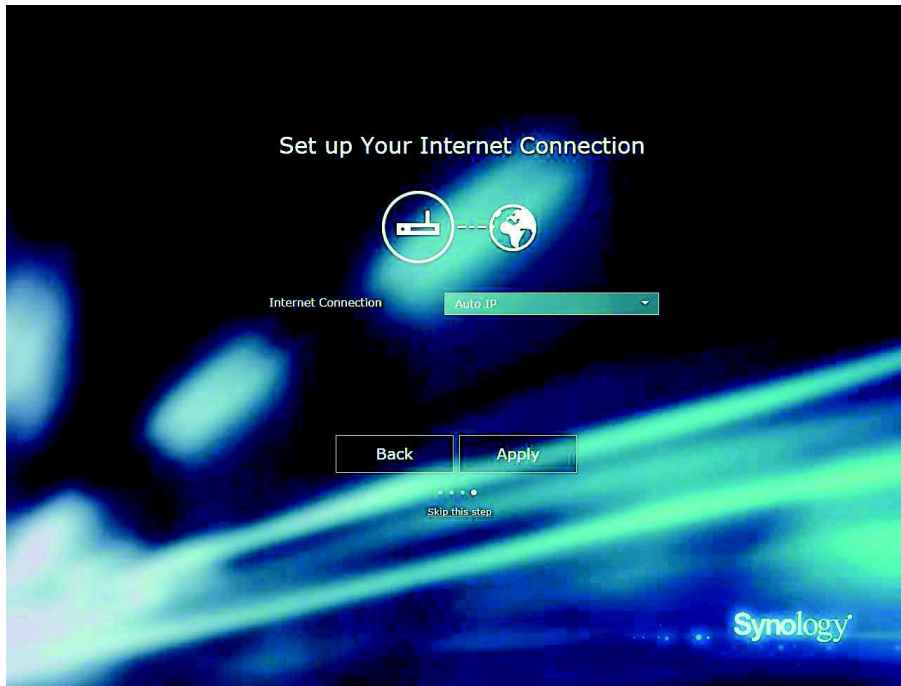 Set up Your Internet Connection
Internet Connection
Auto IP
Back
Apply
Skip this step
Synology